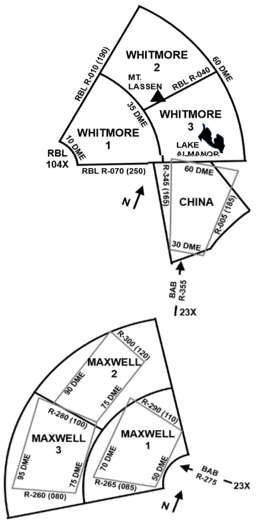 RBL R-010 (190)
WHITMORE
2
60 DME
MT.
LASSEN
RBL R-040
35 DME
WHITMORE
3
WHITMORE
1
10 DME
LAKE
ALMANOR
RBL
104X
RBL R-070 (250)
60 DME
R-345 (165)
N
CHINA
R-005 (185)
30 DME
BAB
R-355
23X
R-300 (120)
MAXWELL
2
90 DME
75 DME
R-280 (100)
R-290 (110)
MAXWELL
1
MAXWELL
3
70 DME
50 DME
95 DME
75 DME
R-265 (085)
R-260 (080)
BAB
R-275
23X
N